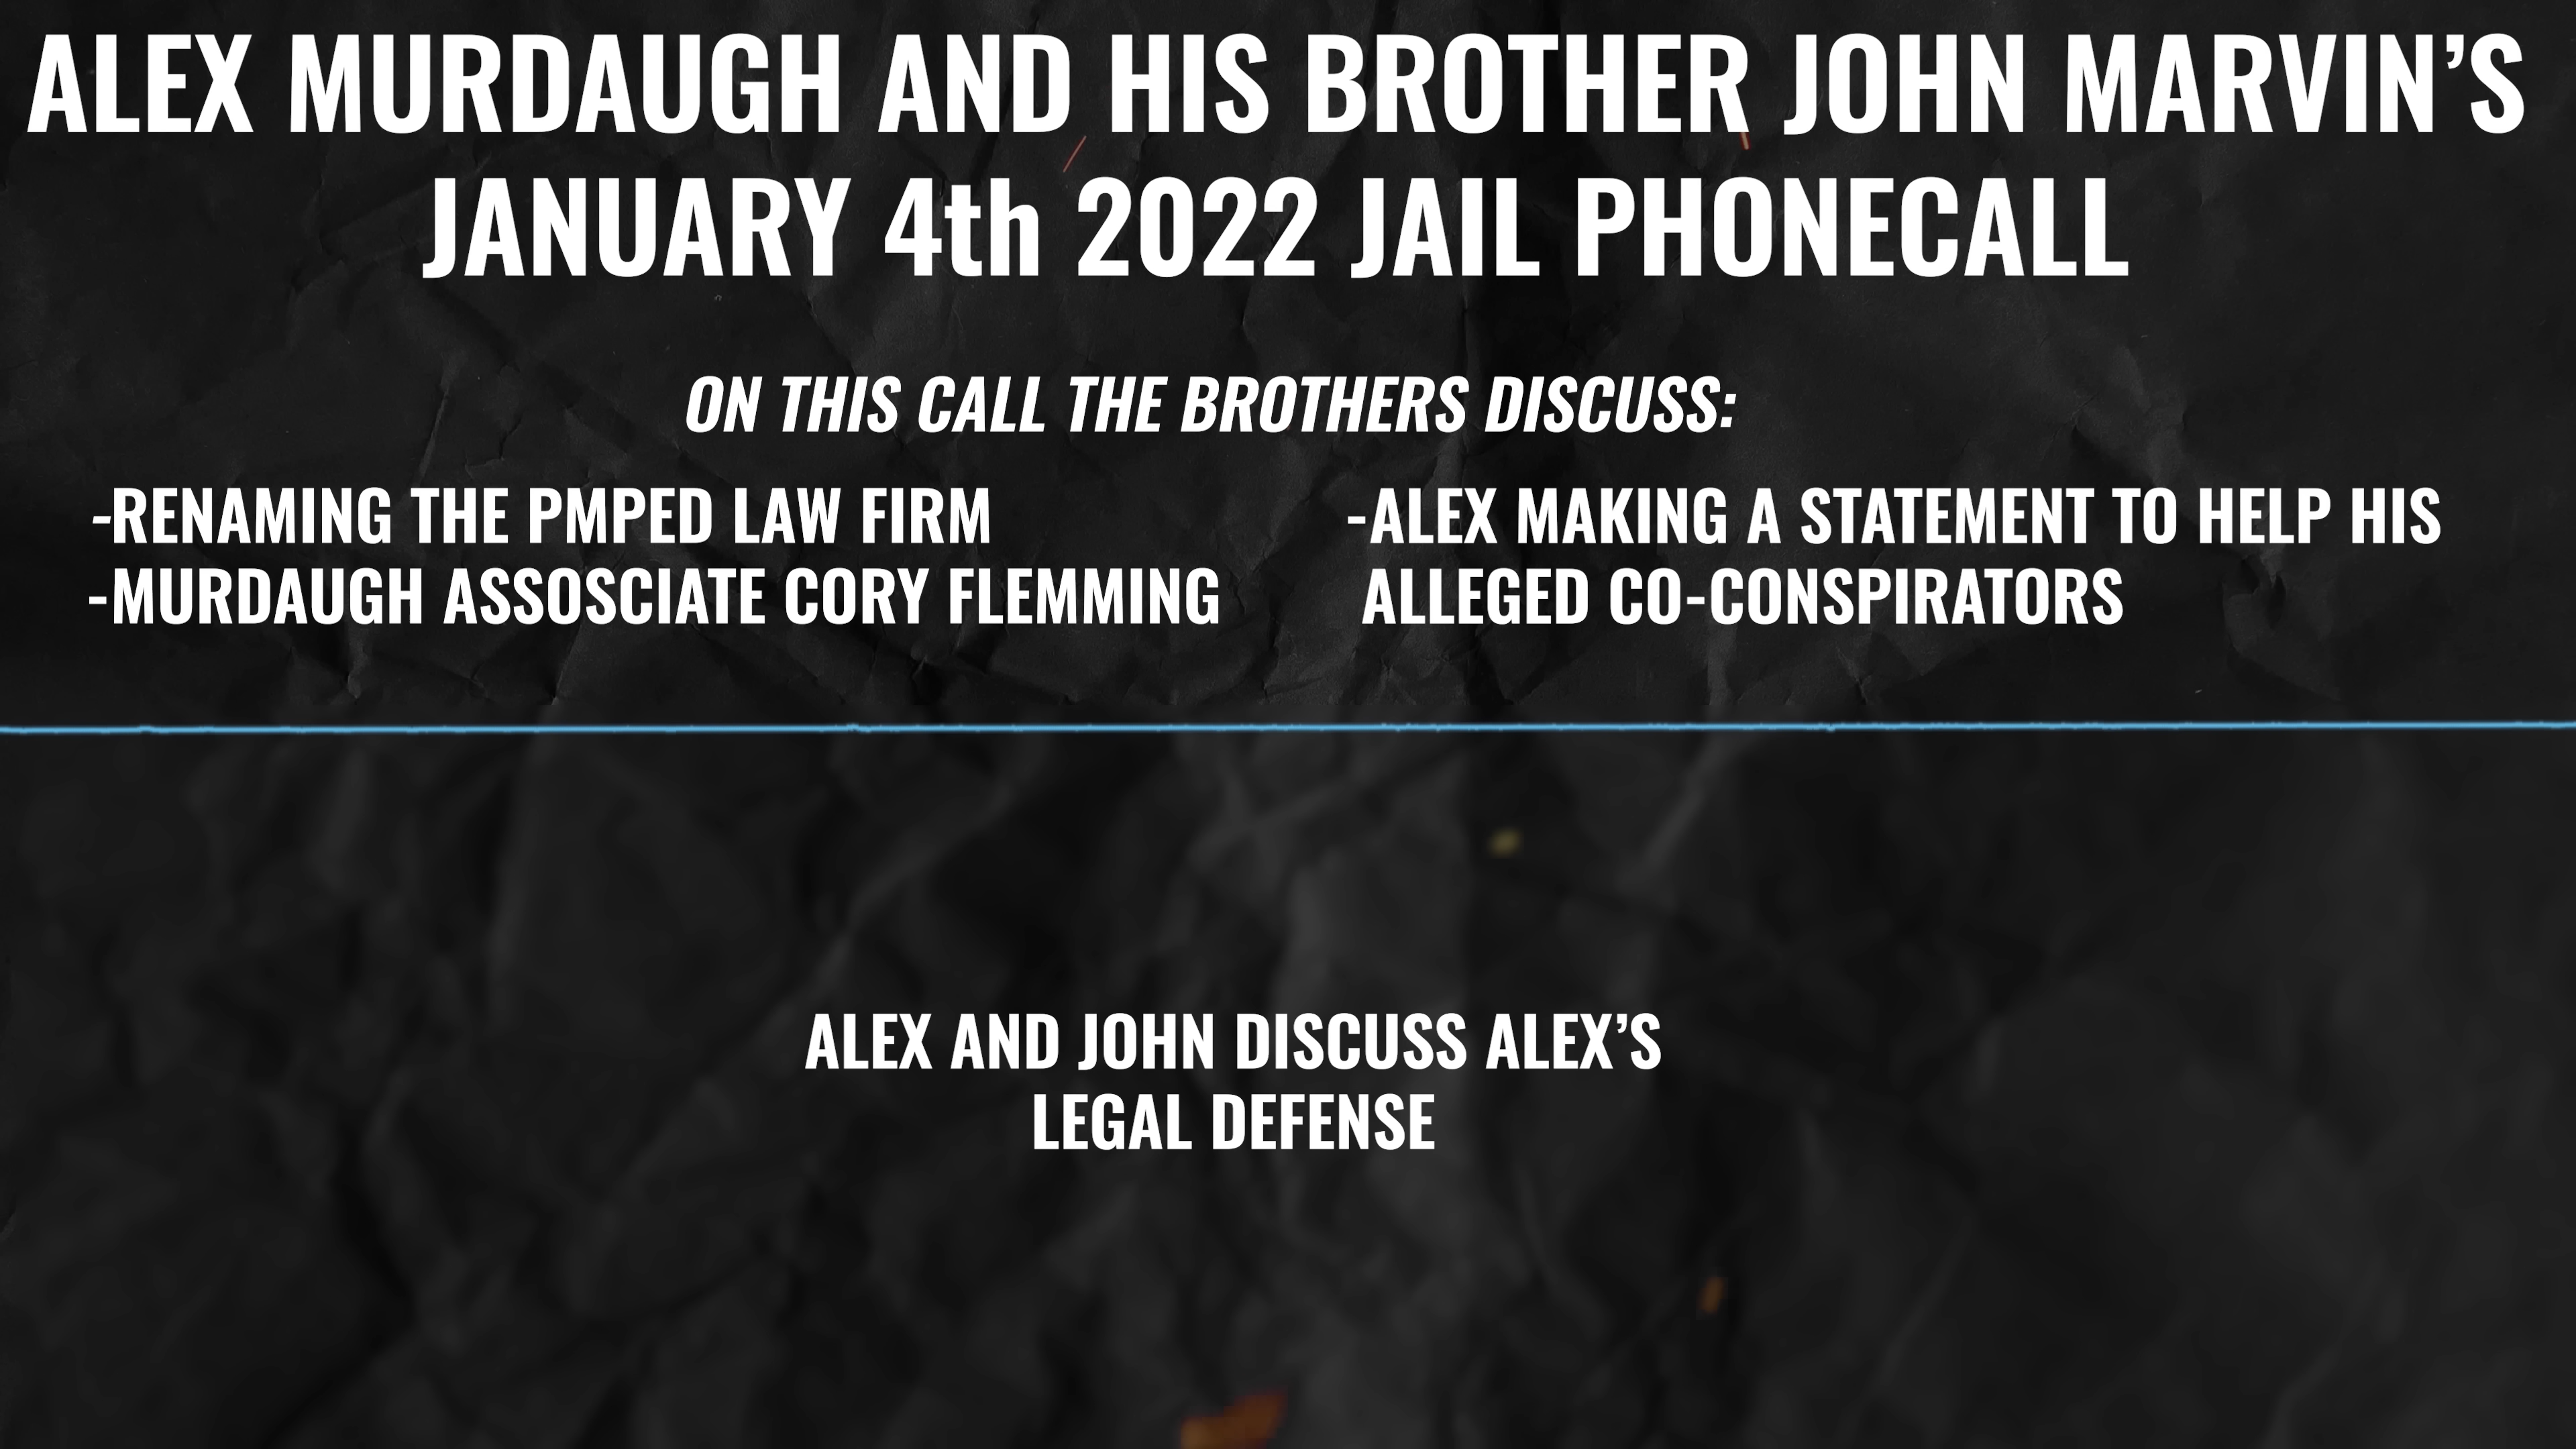 ALEX MURDAUGH AND HIS BROTHER JOHN MARVIN’S
JANUARY 4th 2022 JAIL PHONECALL
ON THIS CALL THE BROTHERS DISCUSS:
-RENAMING THE PMPED LAW FIRM
-MURDAUGH ASSOSCIATE CORY FLEMMING
-ALEX MAKING A STATEMENT TO HELP HIS
ALLEGED CO-CONSPIRATORS
ALEX AND JOHN DISCUSS ALEX’S
LEGAL DEFENSE